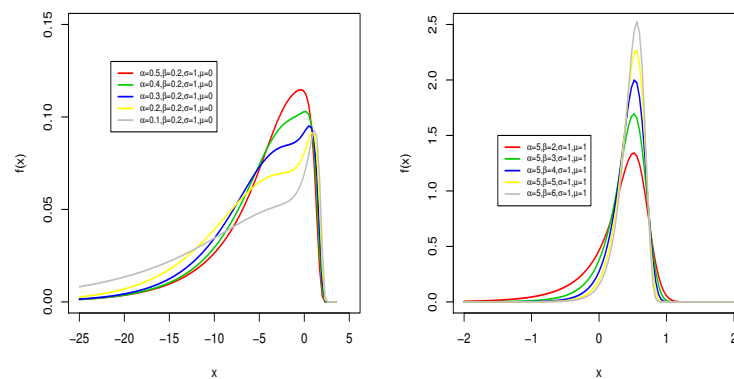 0.15
0.10
0.05
0.00
f(x)
α=0.5,β=0.2,σ=1,μ=0
α=0.4,β=0.2,σ=1,μ=0
α=0.3,β=0.2,σ=1,μ=0
α=0.2,β=0.2,σ=1,μ=0
α=0.1,β=0.2,σ=1,μ=0
−25 −20 −15 −10 −5 0 5
x
2.5
2.0
1.5
1.0
0.5
0.0
f(x)
α=5,β=2,σ=1,μ=1
α=5,β=3,σ=1,μ=1
α=5,β=4,σ=1,μ=1
α=5,β=5,σ=1,μ=1
α=5,β=6,σ=1,μ=1
−2 −1 0 1 2
x